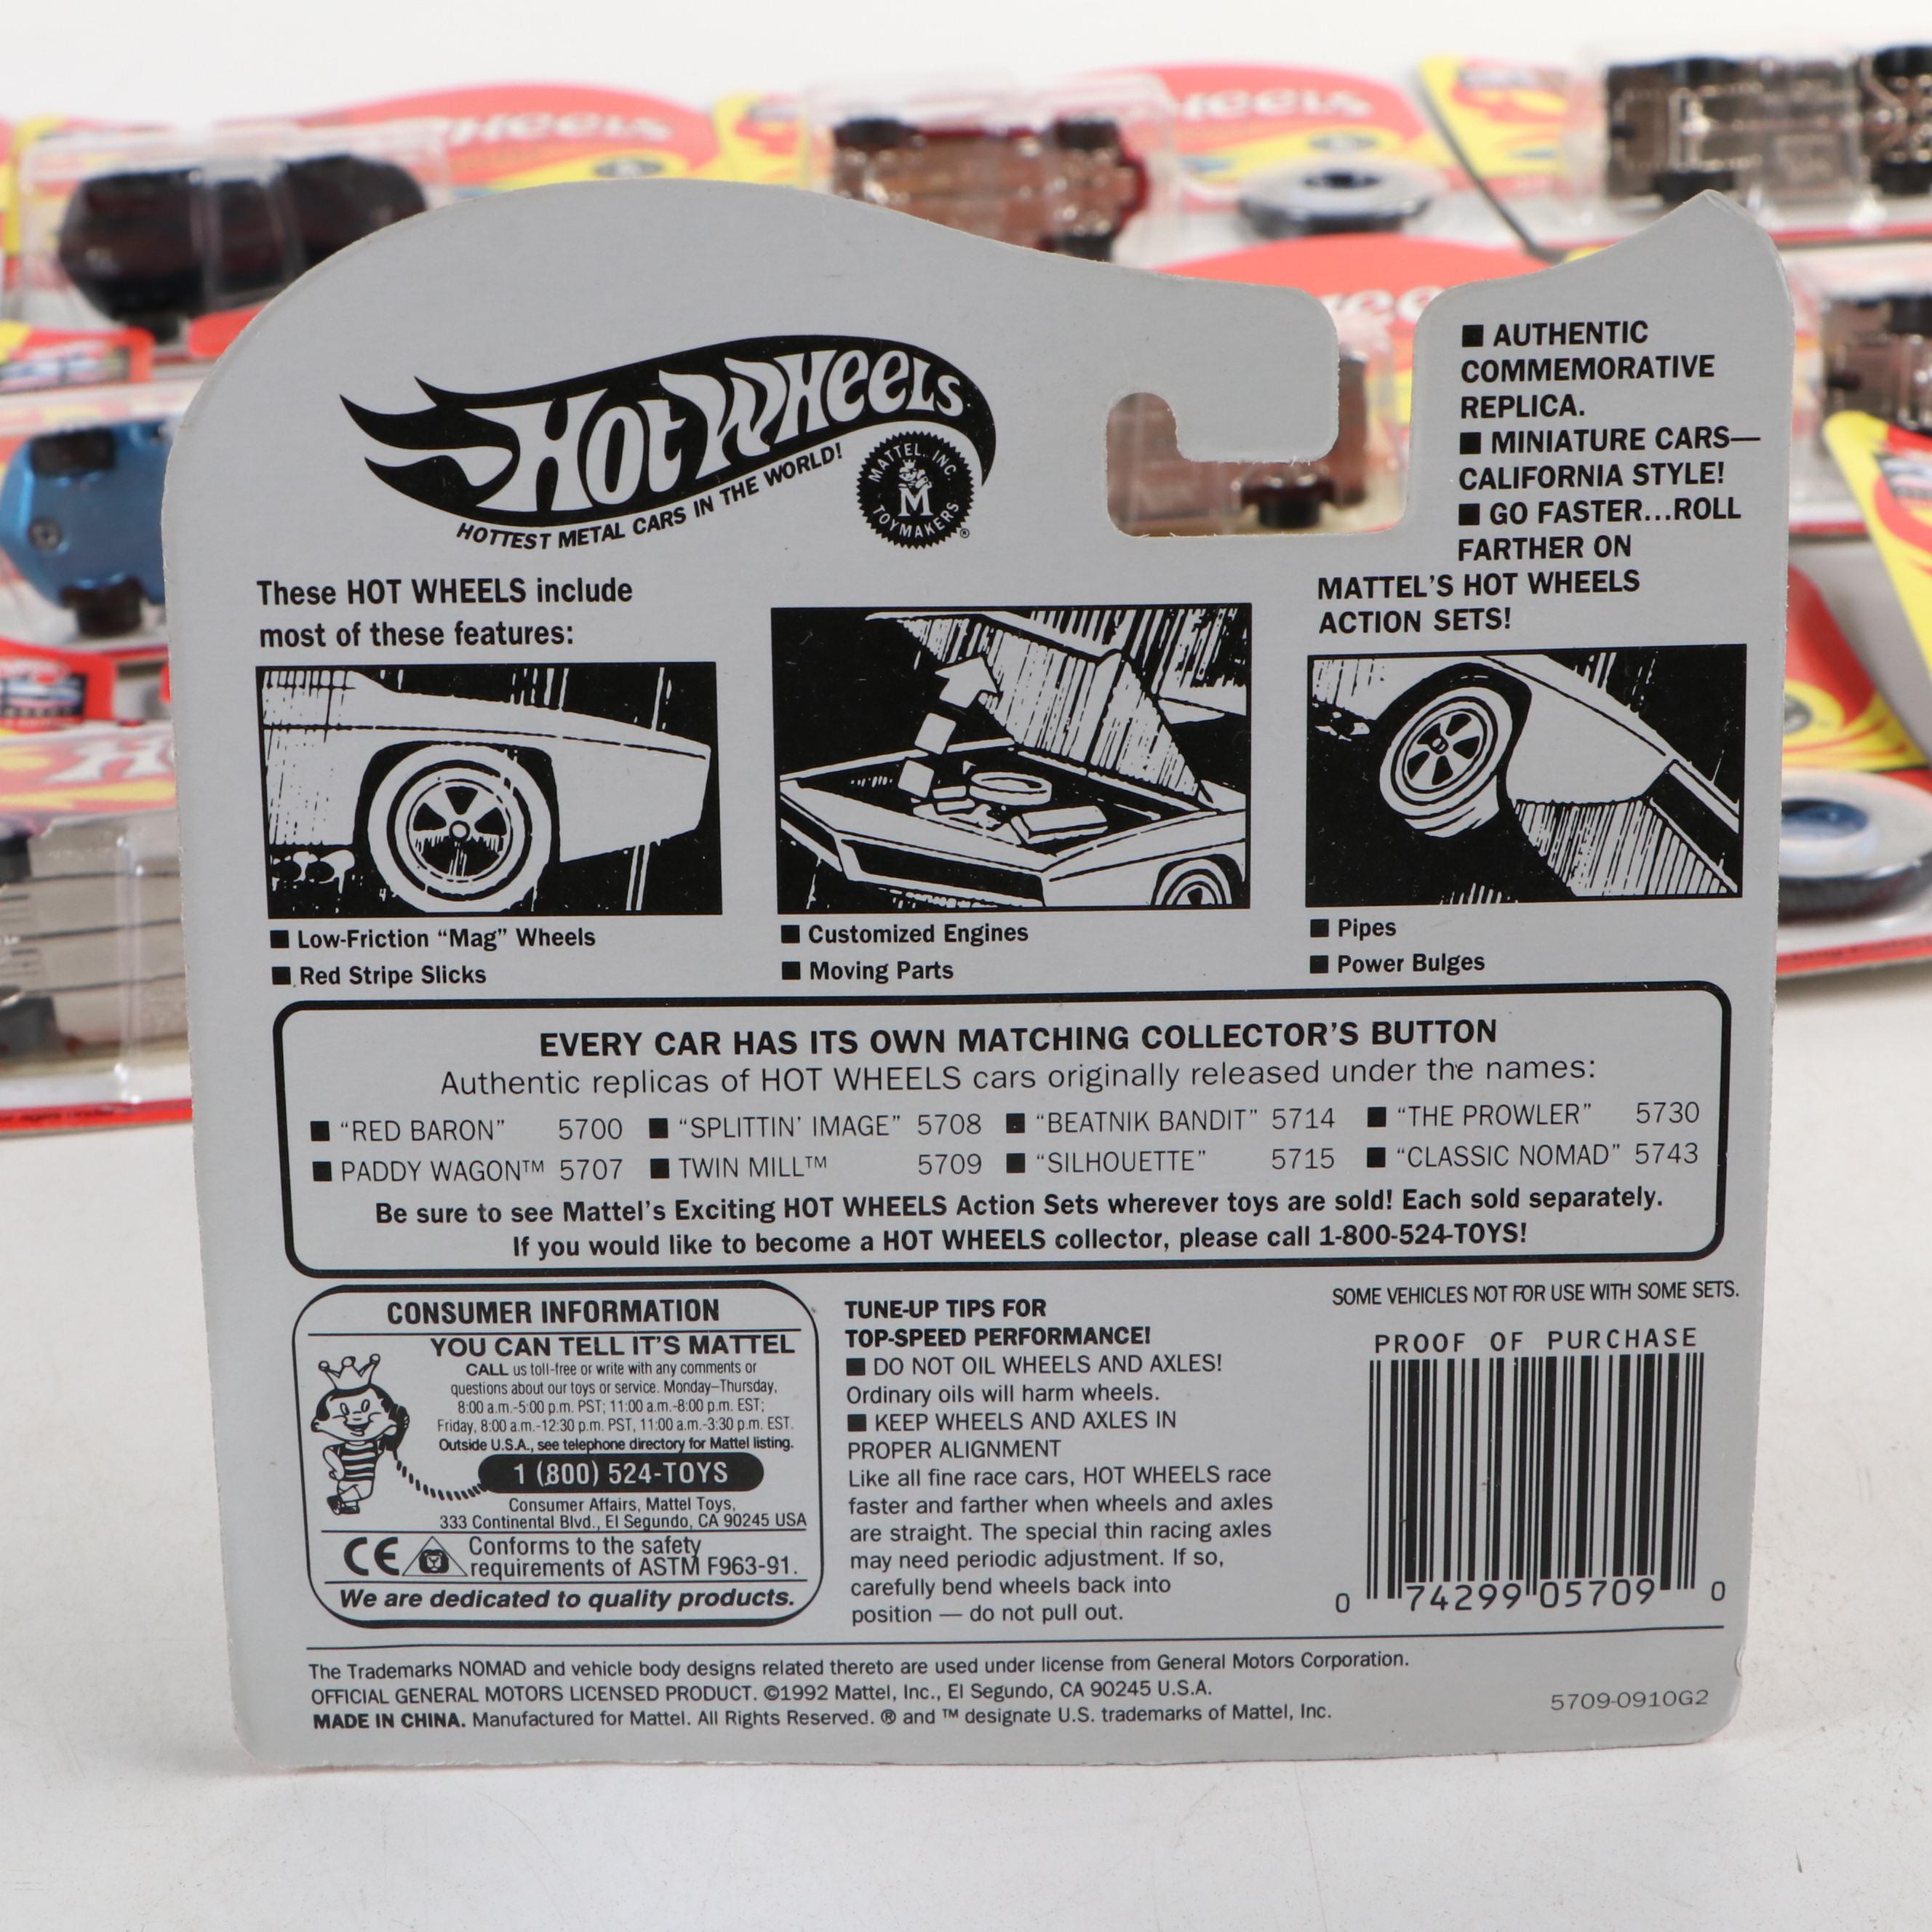 Hot Wheels
HOTTEST METAL CARS IN THE WORLD!
MATTEL, INC.
M
TOYMAKERS
®
■ AUTHENTIC
COMMEMORATIVE
REPLICA.
■ MINIATURE CARS—
CALIFORNIA STYLE!
■ GO FASTER...ROLL
FARTHER ON
MATTEL'S HOT WHEELS
ACTION SETS!
These HOT WHEELS include
most of these features:
■ Low-Friction “Mag” Wheels
■ Red Stripe Slicks
■ Customized Engines
■ Moving Parts
■ Pipes
■ Power Bulges
EVERY CAR HAS ITS OWN MATCHING COLLECTOR'S BUTTON
Authentic replicas of HOT WHEELS cars originally released under the names:
■ “RED BARON” 5700 ■ “SPLITTIN' IMAGE” 5708 ■ “BEATNIK BANDIT” 5714 ■ “THE PROWLER” 5730
■ PADDY WAGON™ 5707 ■ TWIN MILL™ 5709 ■ “SILHOUETTE” 5715 ■ “CLASSIC NOMAD” 5743
Be sure to see Mattel's Exciting HOT WHEELS Action Sets wherever toys are sold! Each sold separately.
If you would like to become a HOT WHEELS collector, please call 1-800-524-TOYS!
CONSUMER INFORMATION
YOU CAN TELL IT'S MATTEL
CALL us toll-free or write with any comments or
questions about our toys or service. Monday–Thursday,
8:00 a.m.-5:00 p.m. PST; 11:00 a.m.-8:00 p.m. EST;
Friday, 8:00 a.m.-12:30 p.m. PST, 11:00 a.m.-3:30 p.m. EST.
Outside U.S.A., see telephone directory for Mattel listing.
1 (800) 524-TOYS
Consumer Affairs, Mattel Toys,
333 Continental Blvd., El Segundo, CA 90245 USA
CE Conforms to the safety
requirements of ASTM F963-91.
We are dedicated to quality products.
TUNE-UP TIPS FOR
TOP-SPEED PERFORMANCE!
■ DO NOT OIL WHEELS AND AXLES!
Ordinary oils will harm wheels.
■ KEEP WHEELS AND AXLES IN
PROPER ALIGNMENT
Like all fine race cars, HOT WHEELS race
faster and farther when wheels and axles
are straight. The special thin racing axles
may need periodic adjustment. If so,
carefully bend wheels back into
position — do not pull out.
SOME VEHICLES NOT FOR USE WITH SOME SETS.
PROOF OF PURCHASE
0 74299 05709 0
The Trademarks NOMAD and vehicle body designs related thereto are used under license from General Motors Corporation.
OFFICIAL GENERAL MOTORS LICENSED PRODUCT. ©1992 Mattel, Inc., El Segundo, CA 90245 U.S.A.
MADE IN CHINA. Manufactured for Mattel. All Rights Reserved. ® and ™ designate U.S. trademarks of Mattel, Inc.
5709-0910G2